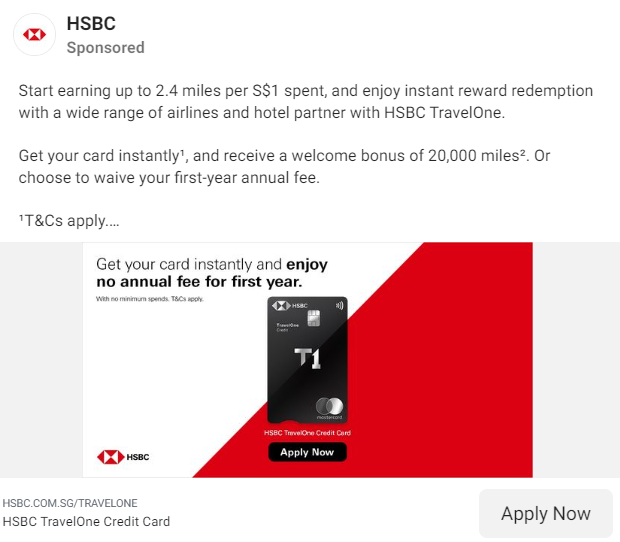 HSBC
Sponsored
Start earning up to 2.4 miles per S$1 spent, and enjoy instant reward redemption
with a wide range of airlines and hotel partner with HSBC TravelOne.
Get your card instantly¹, and receive a welcome bonus of 20,000 miles². Or
choose to waive your first-year annual fee.
¹T&Cs apply....
Get your card instantly and enjoy
no annual fee for first year.
With no minimum spends. T&Cs apply.
HSBC
TravelOne
Credit
T1
mastercard
HSBC TravelOne Credit Card
Apply Now
HSBC
HSBC.COM.SG/TRAVELONE
HSBC TravelOne Credit Card
Apply Now